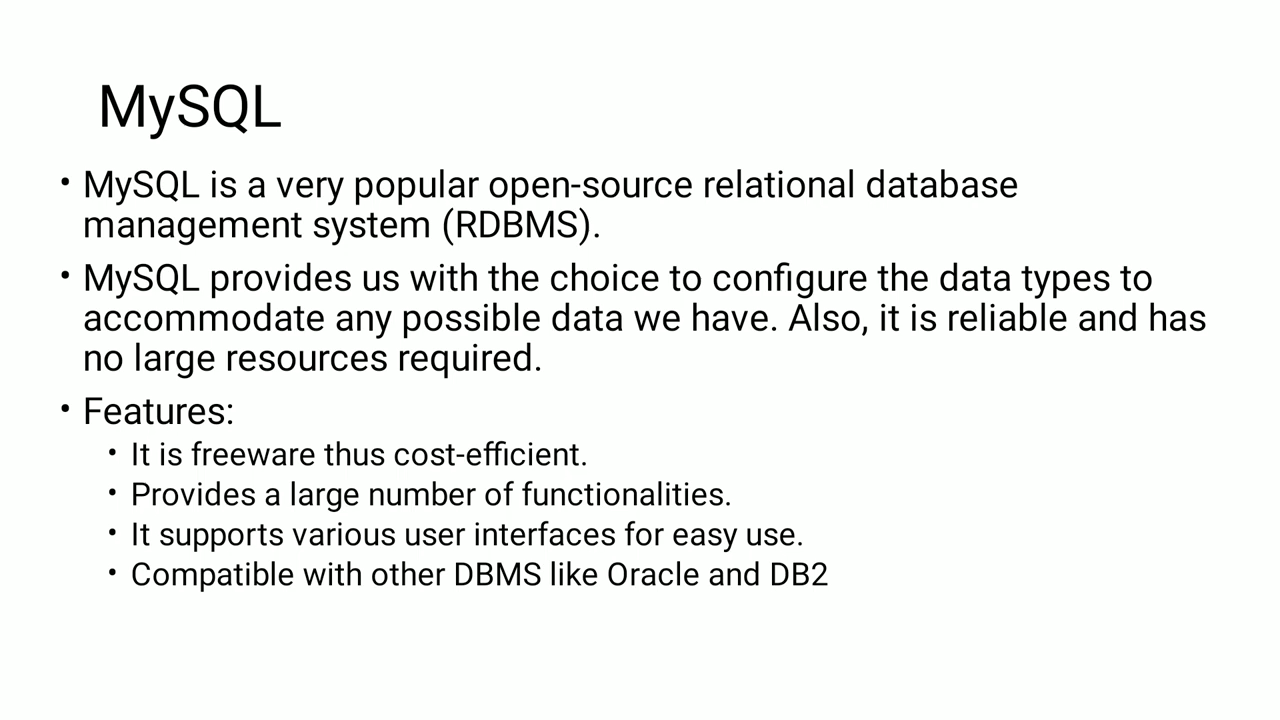 MySQL
• MySQL is a very popular open-source relational database
management system (RDBMS).
• MySQL provides us with the choice to configure the data types to
accommodate any possible data we have. Also, it is reliable and has
no large resources required.
• Features:
• It is freeware thus cost-efficient.
• Provides a large number of functionalities.
• It supports various user interfaces for easy use.
• Compatible with other DBMS like Oracle and DB2